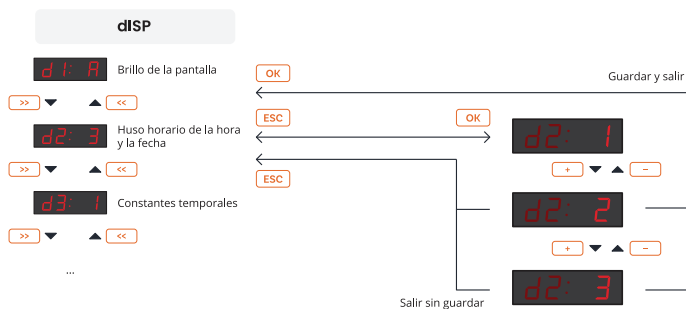 dISP
d1: A
Brillo de la pantalla
OK
Guardar y salir
>>
<<
ESC
OK
d2: 3
Huso horario de la hora
y la fecha
d2: 1
>>
<<
ESC
+
−
d3: 1
Constantes temporales
d2: 2
>>
<<
+
−
...
d2: 3
Salir sin guardar